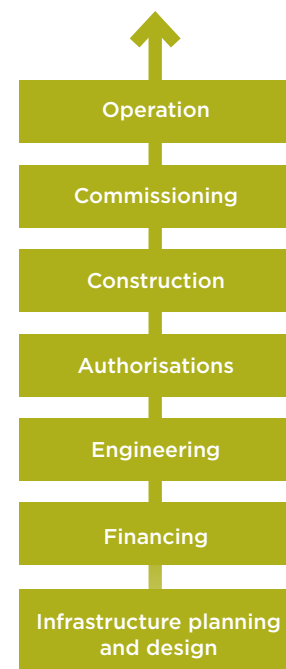 Operation
Commissioning
Construction
Authorisations
Engineering
Financing
Infrastructure planning
and design